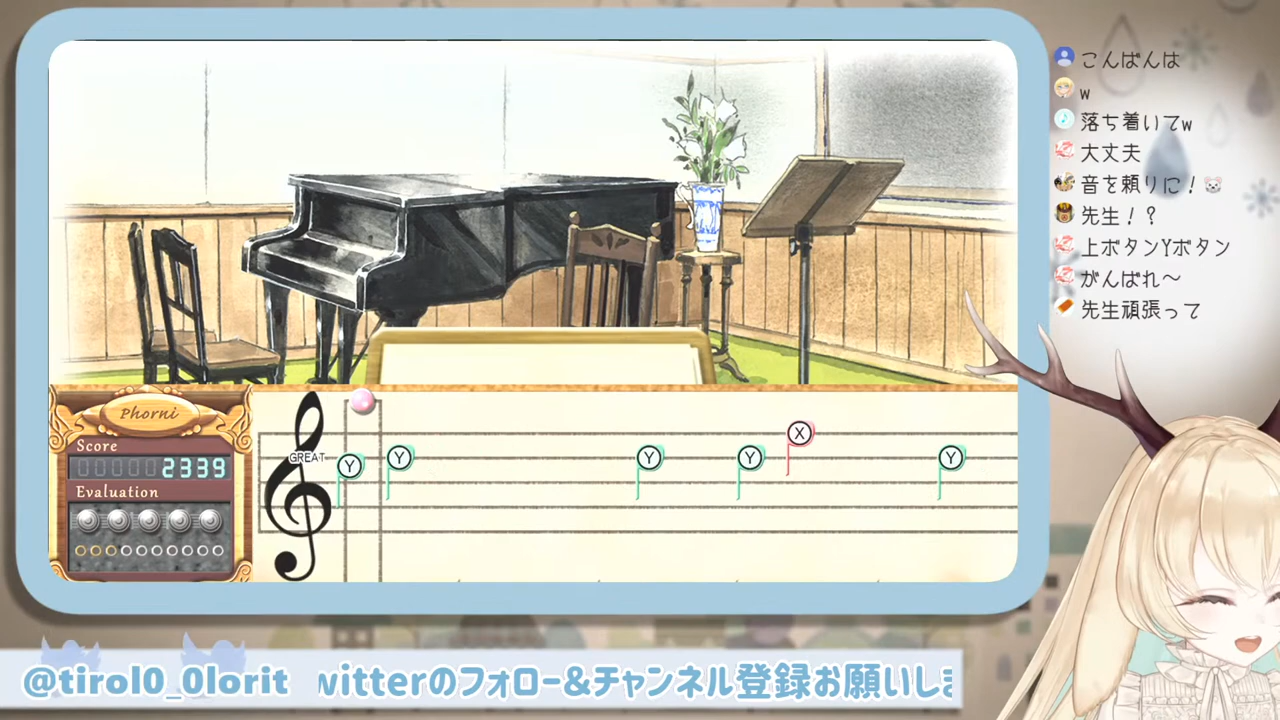 こんばんは
w
落ち着いてw
大丈夫
音を頼りに！
先生！？
上ボタンYボタン
がんばれ～
先生頑張って
Phorni
Score
2339
Evaluation
GREAT
Y
Y
Y
Y
X
Y
@tirol0_0lorit witterのフォロー&チャンネル登録お願いしま